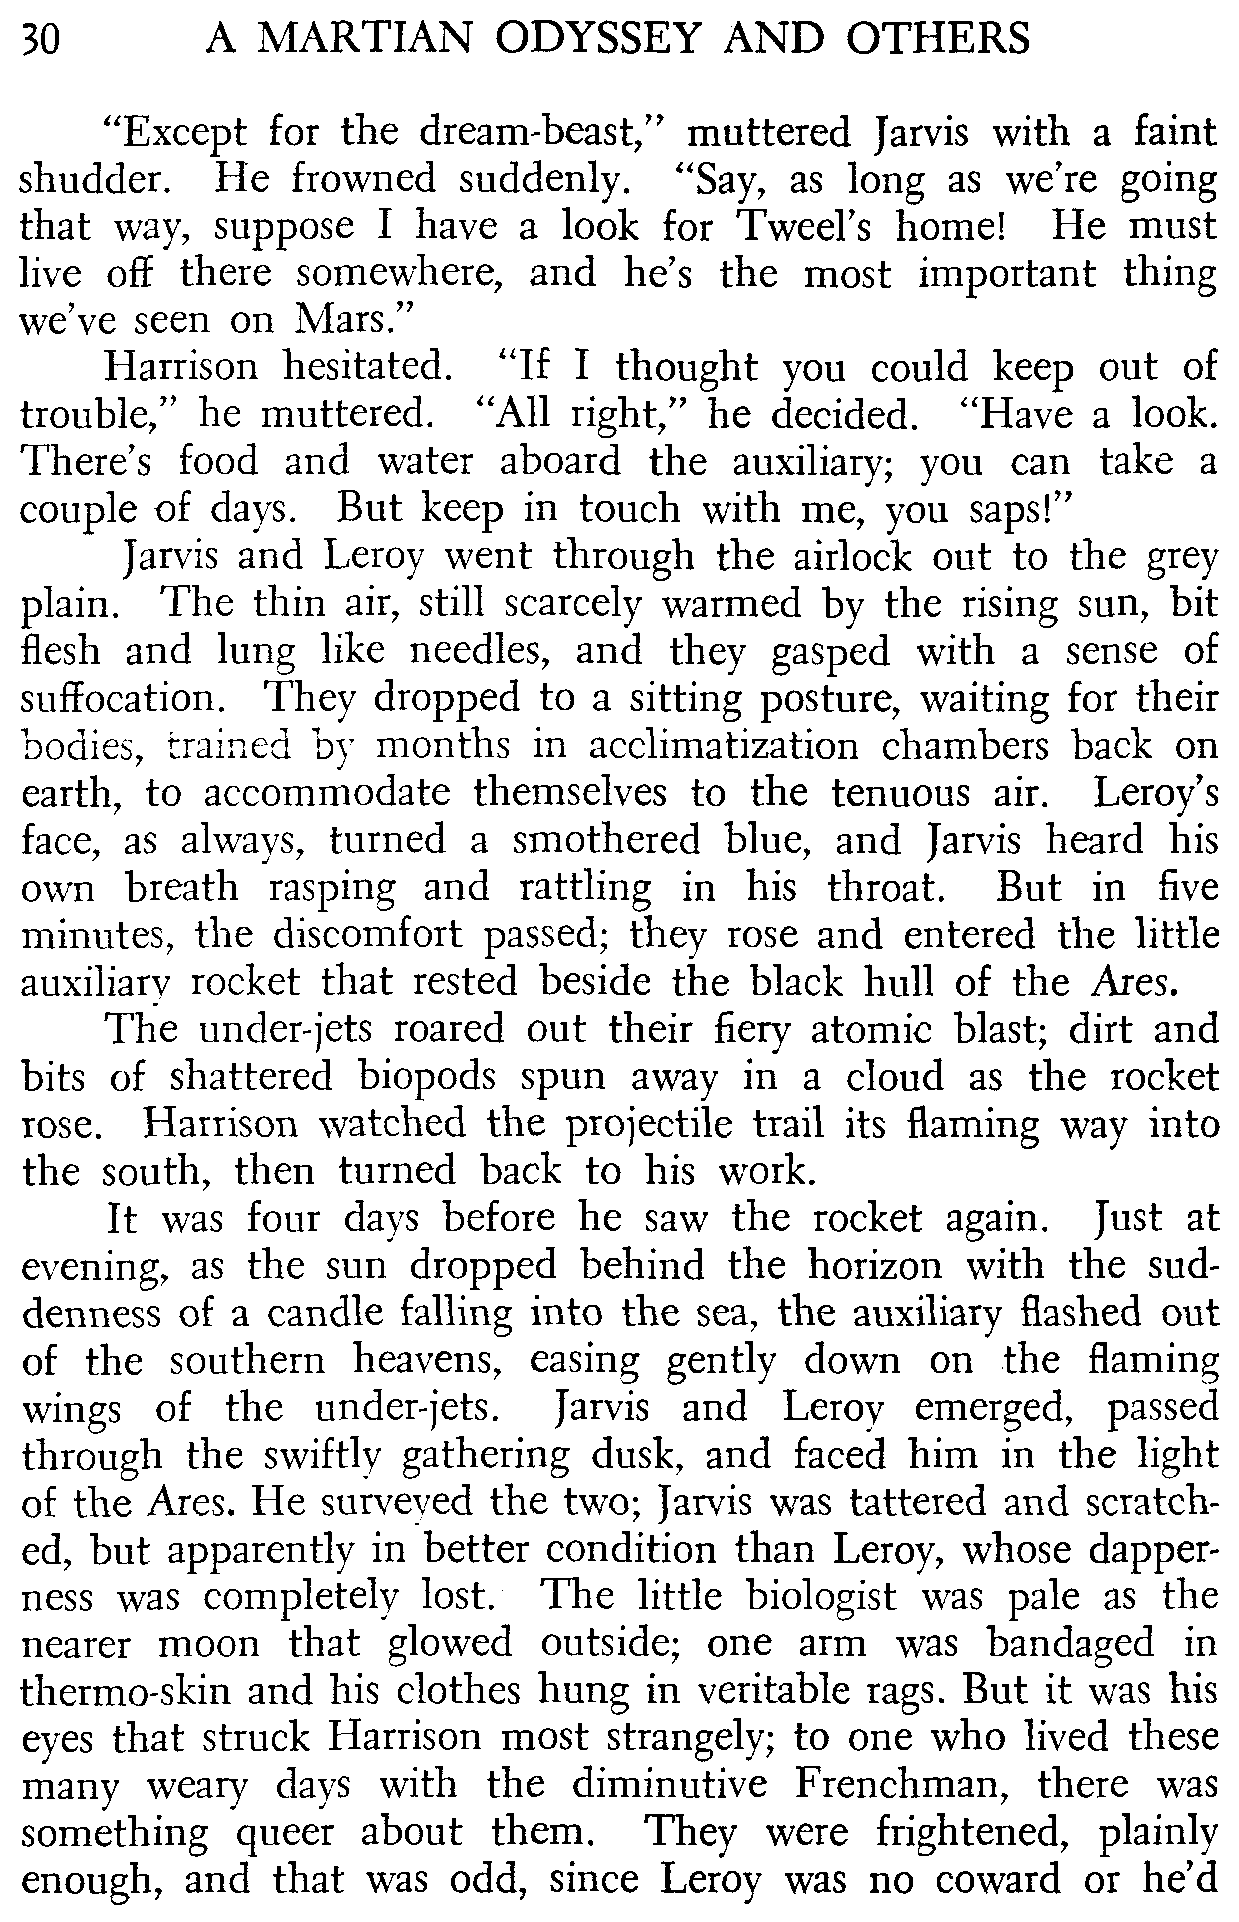 30 A MARTIAN ODYSSEY AND OTHERS
“Except for the dream-beast,” muttered Jarvis with a faint
shudder. He frowned suddenly. “Say, as long as we’re going
that way, suppose I have a look for Tweel’s home! He must
live off there somewhere, and he’s the most important thing
we’ve seen on Mars.”
Harrison hesitated. “If I thought you could keep out of
trouble,” he muttered. “All right,” he decided. “Have a look.
There’s food and water aboard the auxiliary; you can take a
couple of days. But keep in touch with me, you saps!”
Jarvis and Leroy went through the airlock out to the grey
plain. The thin air, still scarcely warmed by the rising sun, bit
flesh and lung like needles, and they gasped with a sense of
suffocation. They dropped to a sitting posture, waiting for their
bodies, trained by months in acclimatization chambers back on
earth, to accommodate themselves to the tenuous air. Leroy’s
face, as always, turned a smothered blue, and Jarvis heard his
own breath rasping and rattling in his throat. But in five
minutes, the discomfort passed; they rose and entered the little
auxiliary rocket that rested beside the black hull of the Ares.
The under-jets roared out their fiery atomic blast; dirt and
bits of shattered biopods spun away in a cloud as the rocket
rose. Harrison watched the projectile trail its flaming way into
the south, then turned back to his work.
It was four days before he saw the rocket again. Just at
evening, as the sun dropped behind the horizon with the sud-
denness of a candle falling into the sea, the auxiliary flashed out
of the southern heavens, easing gently down on the flaming
wings of the under-jets. Jarvis and Leroy emerged, passed
through the swiftly gathering dusk, and faced him in the light
of the Ares. He surveyed the two; Jarvis was tattered and scratch-
ed, but apparently in better condition than Leroy, whose dapper-
ness was completely lost. The little biologist was pale as the
nearer moon that glowed outside; one arm was bandaged in
thermo-skin and his clothes hung in veritable rags. But it was his
eyes that struck Harrison most strangely; to one who lived these
many weary days with the diminutive Frenchman, there was
something queer about them. They were frightened, plainly
enough, and that was odd, since Leroy was no coward or he’d